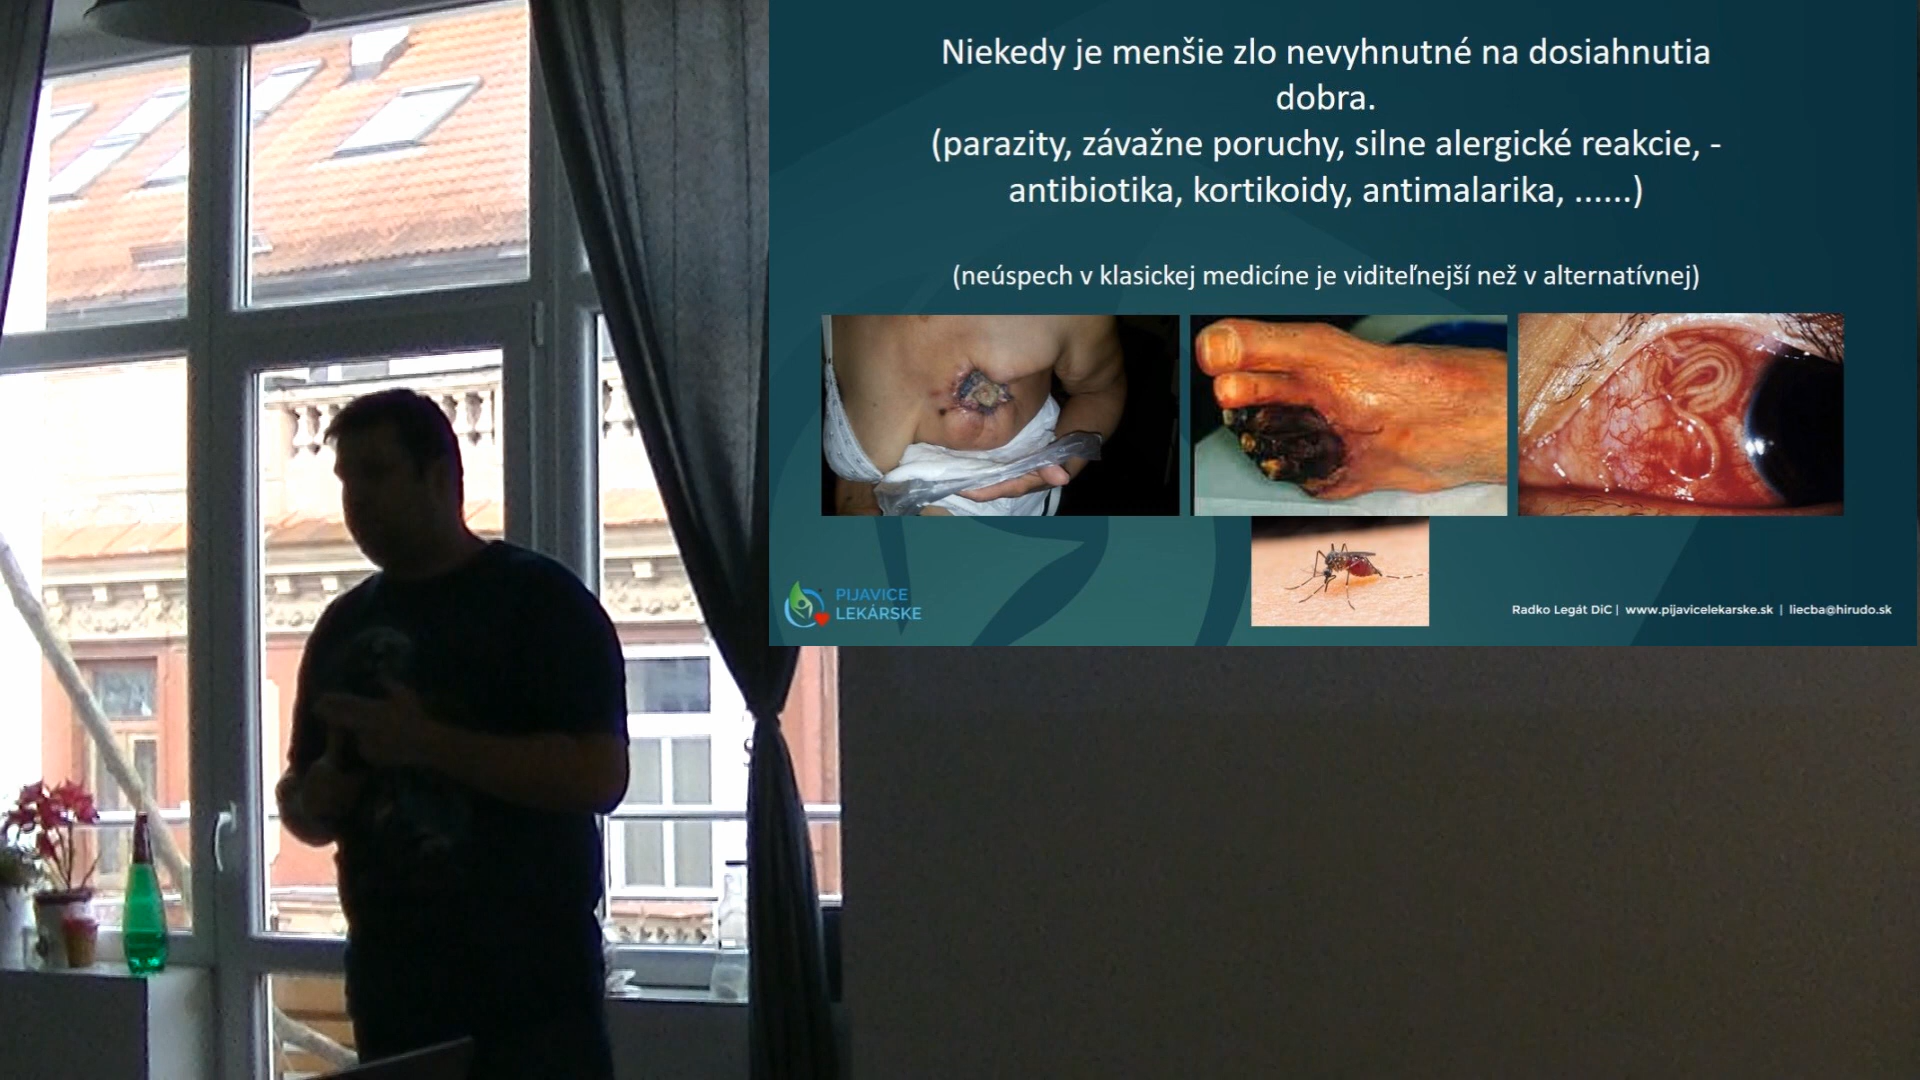 Niekedy je menšie zlo nevyhnutné na dosiahnutia
dobra.
(parazity, závažne poruchy, silne alergické reakcie, -
antibiotika, kortikoidy, antimalarika, ......)
(neúspech v klasickej medicíne je viditeľnejší než v alternatívnej)
PIJAVICE
LEKÁRSKE
Radko Legát DiC | www.pijavicelekarske.sk | liecba@hirudo.sk